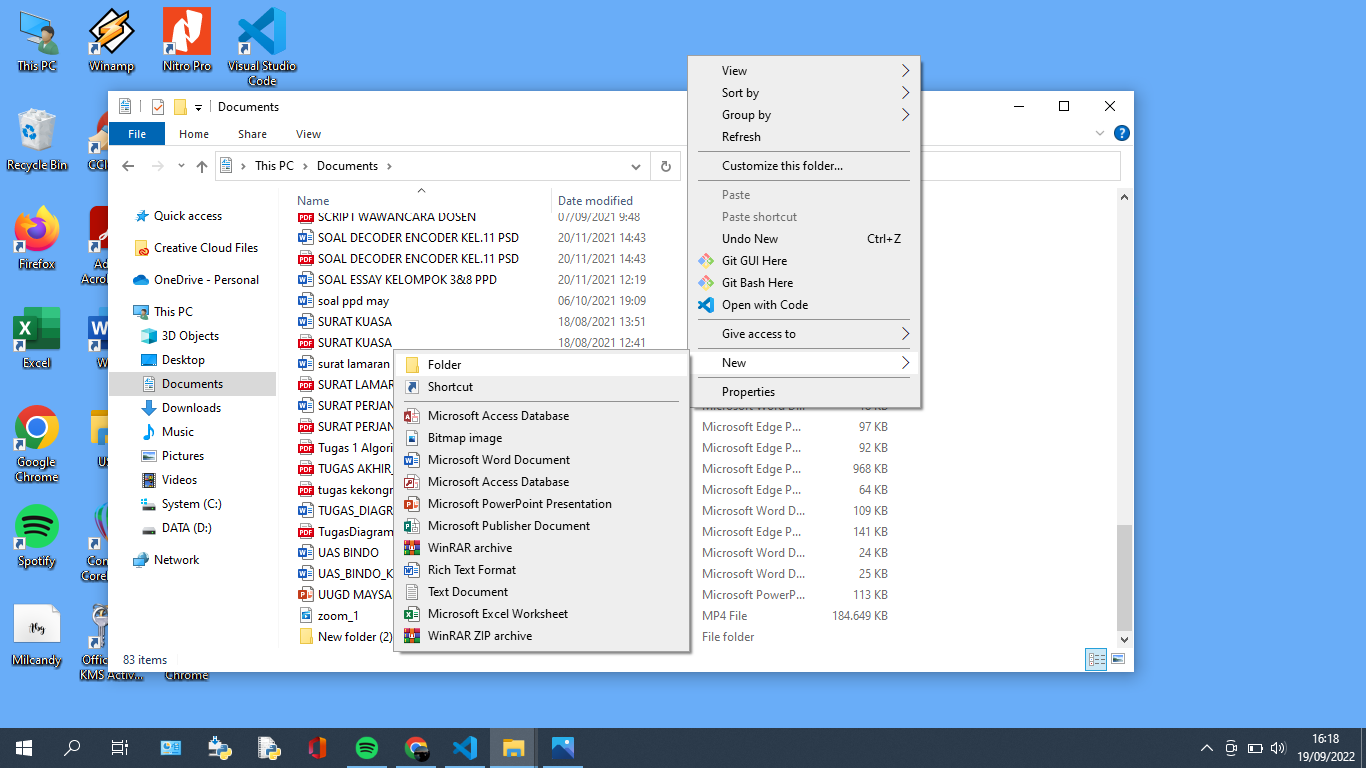 This PC
Winamp
Nitro Pro
Visual Studio
Code
Recycle Bin
Firefox
Excel
Google
Chrome
Spotify
Milcandy
KMS Activ...
Chrome
Documents
File
Home
Share
View
This PC
Documents
Name
Date modified
Quick access
Creative Cloud Files
OneDrive - Personal
This PC
3D Objects
Desktop
Documents
Downloads
Music
Pictures
Videos
System (C:)
DATA (D:)
Network
SCRIPT WAWANCARA DOSEN 07/09/2021 9:48
SOAL DECODER ENCODER KEL.11 PSD 20/11/2021 14:43
SOAL DECODER ENCODER KEL.11 PSD 20/11/2021 14:43
SOAL ESSAY KELOMPOK 3&8 PPD 20/11/2021 12:19
soal ppd may 06/10/2021 19:09
SURAT KUASA 18/08/2021 13:51
SURAT KUASA 18/08/2021 12:41
surat lamaran
SURAT LAMAR
SURAT PERJAN
SURAT PERJAN Microsoft Edge P... 97 KB
Tugas 1 Algori Microsoft Edge P... 92 KB
TUGAS AKHIR_ Microsoft Edge P... 968 KB
tugas kekongr Microsoft Edge P... 64 KB
TUGAS_DIAGR Microsoft Word D... 109 KB
TugasDiagram Microsoft Edge P... 141 KB
UAS BINDO Microsoft Word D... 24 KB
UAS_BINDO_K Microsoft Word D... 25 KB
UUGD MAYSA Microsoft PowerP... 113 KB
zoom_1 MP4 File 184.649 KB
New folder (2) File folder
83 items
View
Sort by
Group by
Refresh
Customize this folder...
Paste
Paste shortcut
Undo New Ctrl+Z
Git GUI Here
Git Bash Here
Open with Code
Give access to
New
Properties
Folder
Shortcut
Microsoft Access Database
Bitmap image
Microsoft Word Document
Microsoft Access Database
Microsoft PowerPoint Presentation
Microsoft Publisher Document
WinRAR archive
Rich Text Format
Text Document
Microsoft Excel Worksheet
WinRAR ZIP archive
16:18
19/09/2022